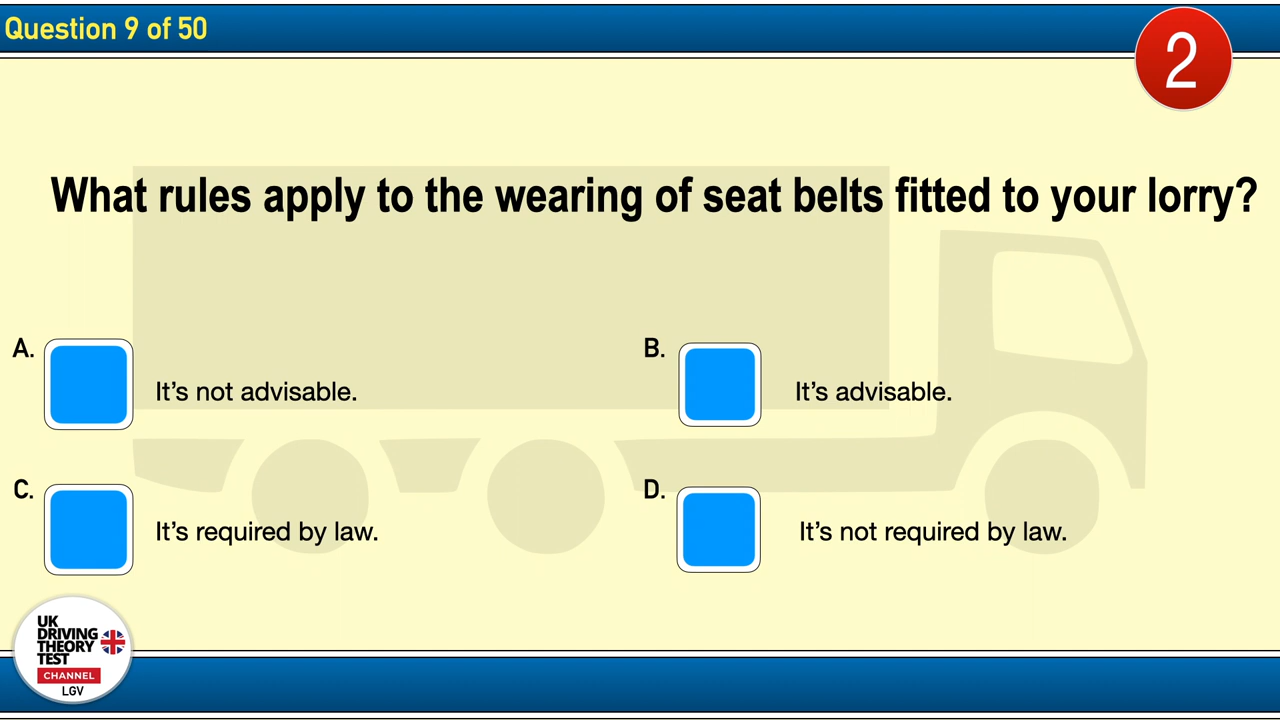 Question 9 of 50
2
What rules apply to the wearing of seat belts fitted to your lorry?
A.
It’s not advisable.
B.
It’s advisable.
C.
It’s required by law.
D.
It’s not required by law.
UK
DRIVING
THEORY
TEST
CHANNEL
LGV